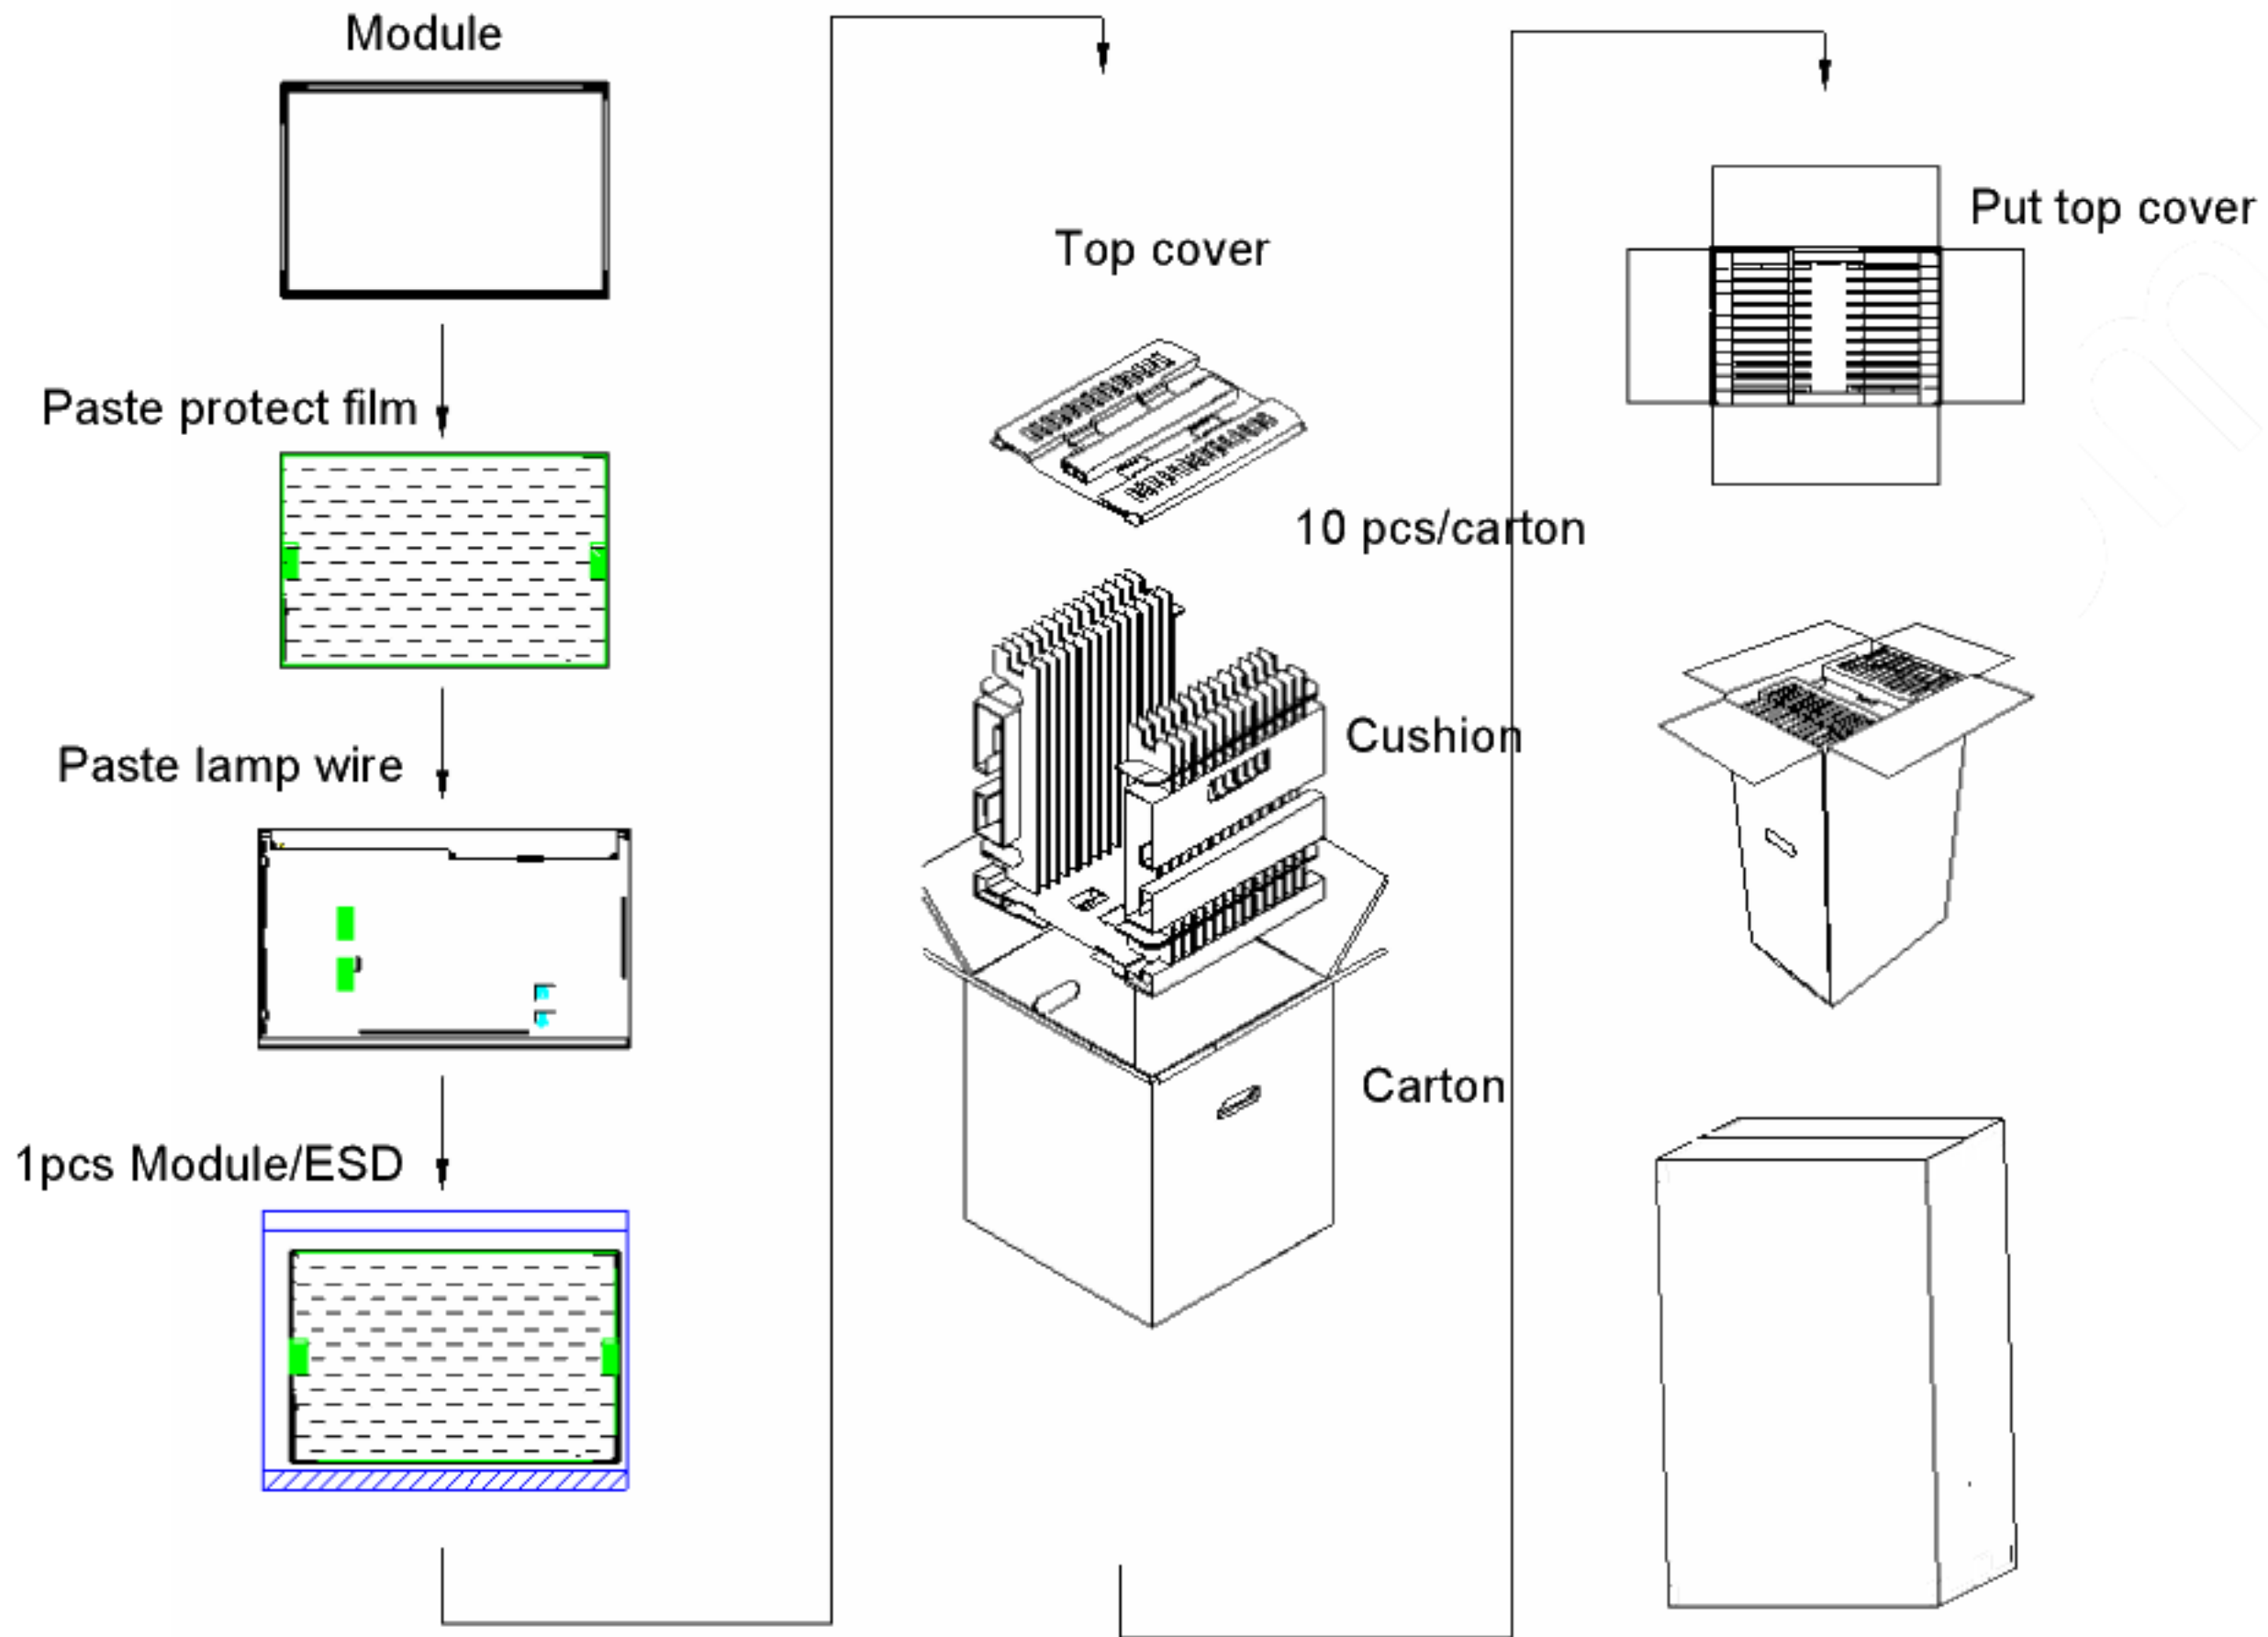 Module
Paste protect film
Paste lamp wire
1pcs Module/ESD
Top cover
10 pcs/carton
Cushion
Carton
Put top cover